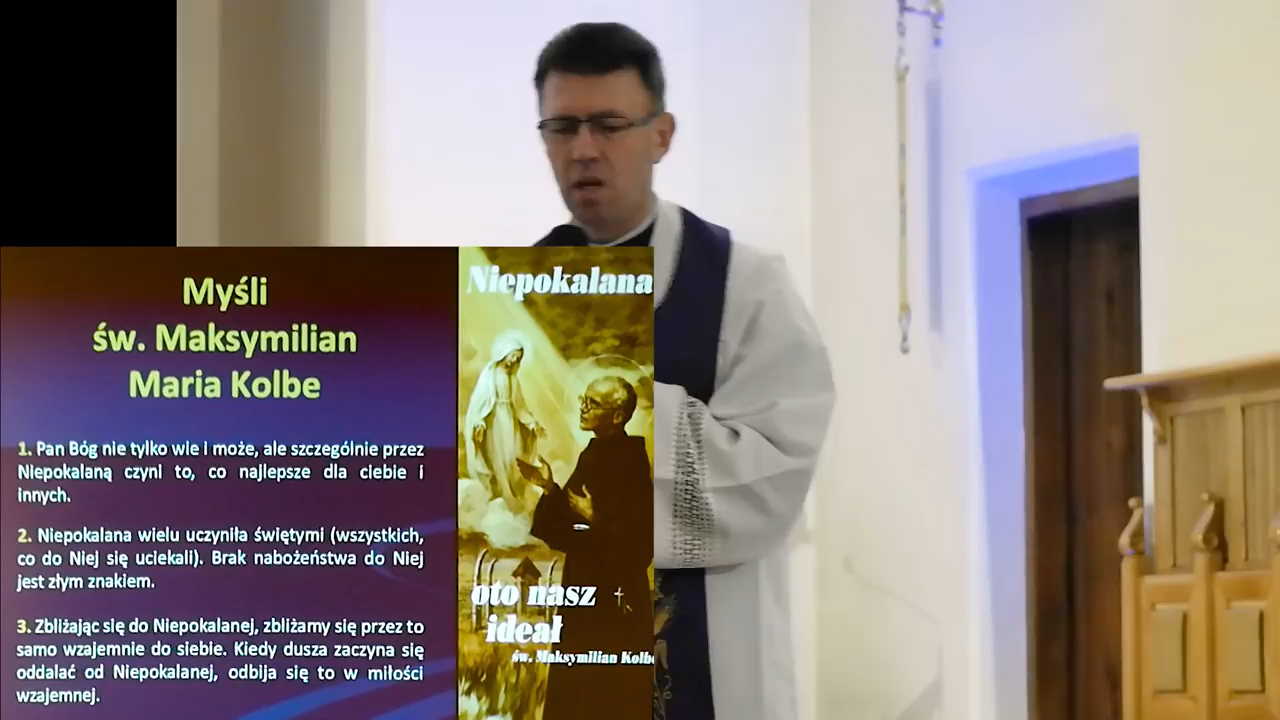 Myśli
św. Maksymilian
Maria Kolbe
1. Pan Bóg nie tylko wie i może, ale szczególnie przez
Niepokalaną czyni to, co najlepsze dla ciebie i
innych.
2. Niepokalana wielu uczyniła świętymi (wszystkich,
co do Niej się uciekali). Brak nabożeństwa do Niej
jest złym znakiem.
3. Zbliżając się do Niepokalanej, zbliżamy się przez to
samo wzajemnie do siebie. Kiedy dusza zaczyna się
oddalać od Niepokalanej, odbija się to w miłości
wzajemnej.
Niepokalana
oto nasz
ideał
św. Maksymilian Kolbe